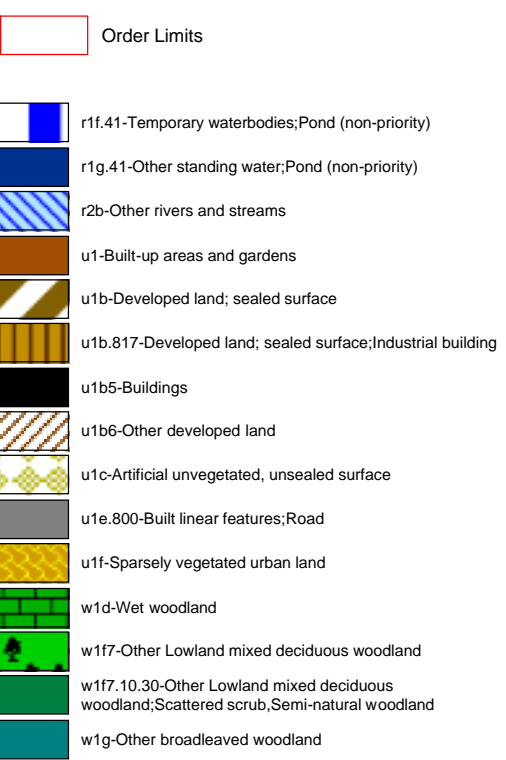 Order Limits
r1f.41-Temporary waterbodies;Pond (non-priority)
r1g.41-Other standing water;Pond (non-priority)
r2b-Other rivers and streams
u1-Built-up areas and gardens
u1b-Developed land; sealed surface
u1b.817-Developed land; sealed surface;Industrial building
u1b5-Buildings
u1b6-Other developed land
u1c-Artificial unvegetated, unsealed surface
u1e.800-Built linear features;Road
u1f-Sparsely vegetated urban land
w1d-Wet woodland
w1f7-Other Lowland mixed deciduous woodland
w1f7.10.30-Other Lowland mixed deciduous
woodland;Scattered scrub,Semi-natural woodland
w1g-Other broadleaved woodland